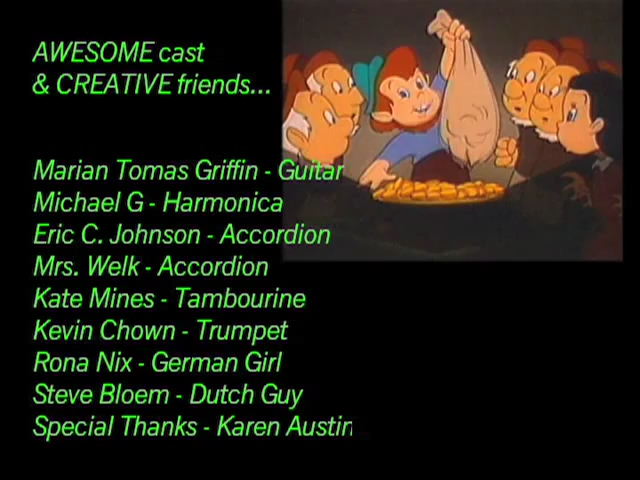 AWESOME cast
& CREATIVE friends...
Marian Tomas Griffin - Guitar
Michael G - Harmonica
Eric C. Johnson - Accordion
Mrs. Welk - Accordion
Kate Mines - Tambourine
Kevin Chown - Trumpet
Rona Nix - German Girl
Steve Bloem - Dutch Guy
Special Thanks - Karen Austin